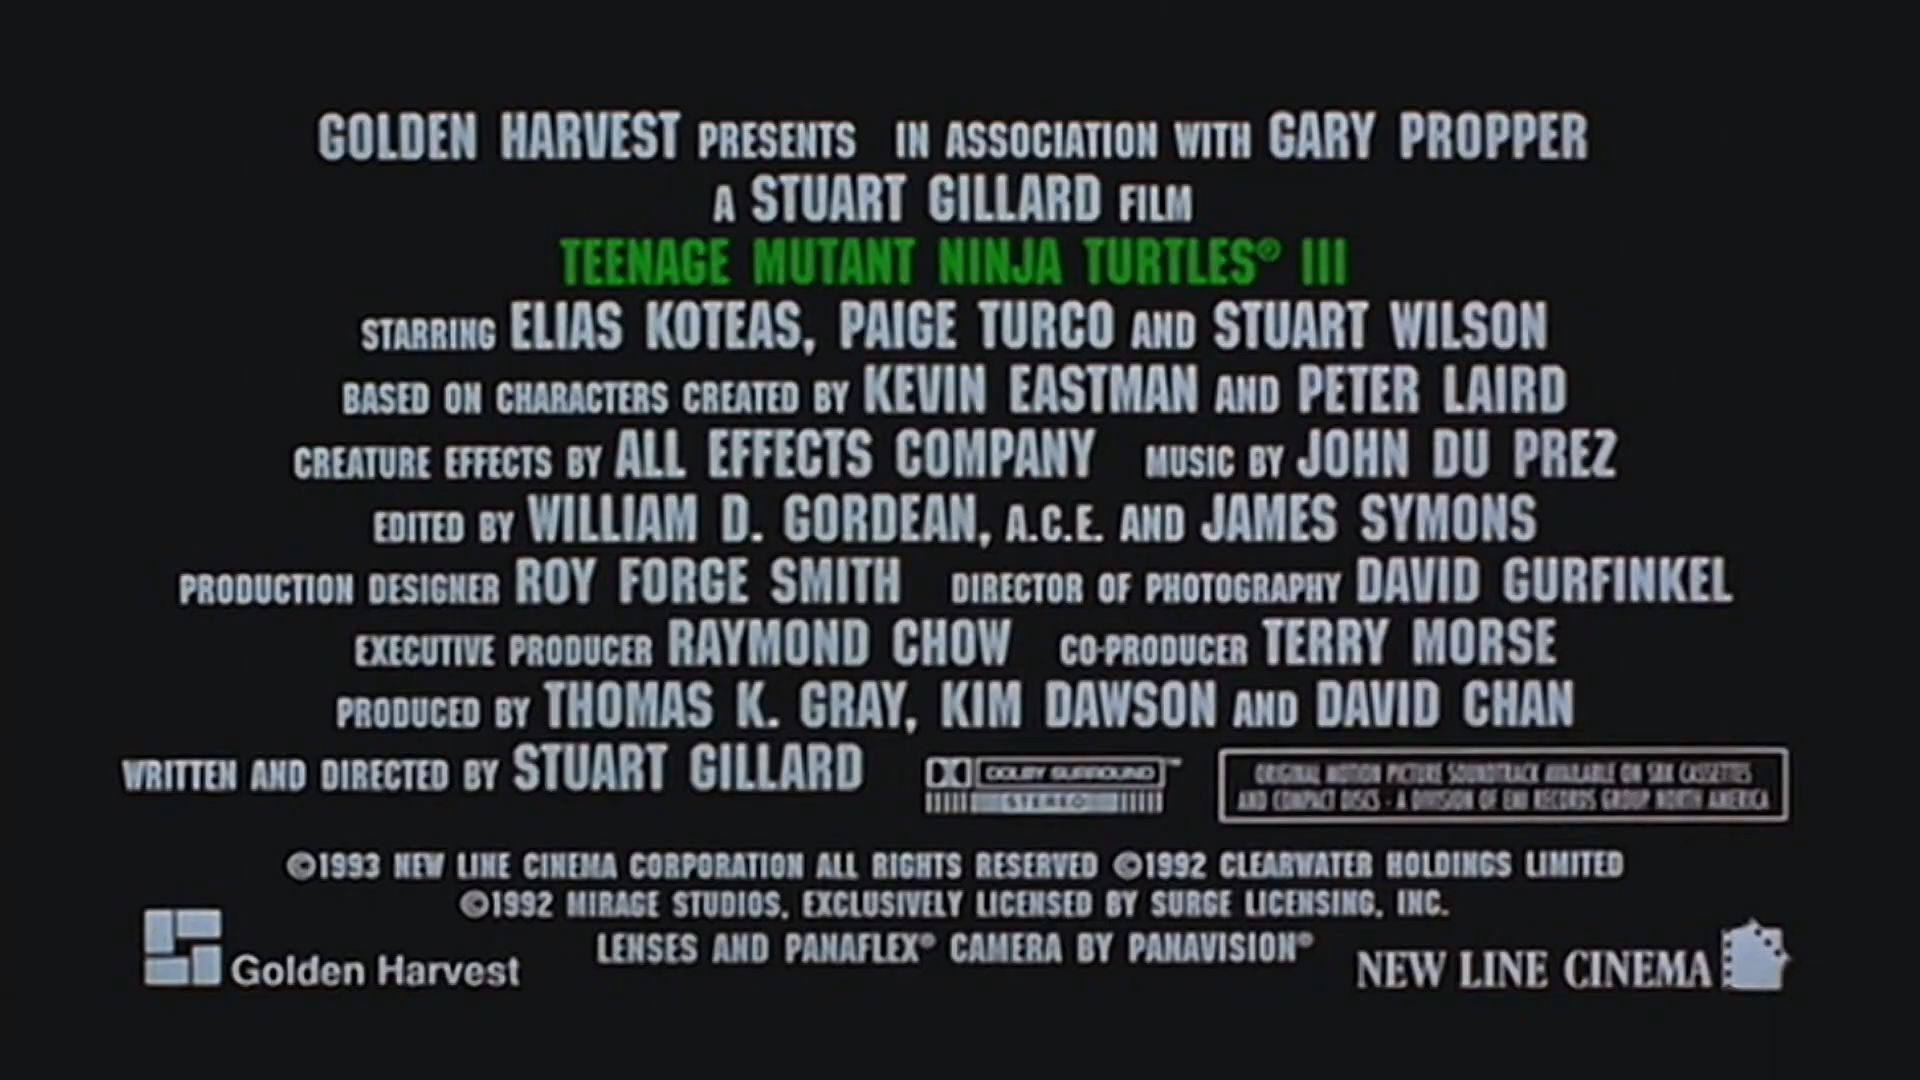 GOLDEN HARVEST PRESENTS IN ASSOCIATION WITH GARY PROPPER
A STUART GILLARD FILM
TEENAGE MUTANT NINJA TURTLES® III
STARRING ELIAS KOTEAS, PAIGE TURCO AND STUART WILSON
BASED ON CHARACTERS CREATED BY KEVIN EASTMAN AND PETER LAIRD
CREATURE EFFECTS BY ALL EFFECTS COMPANY MUSIC BY JOHN DU PREZ
EDITED BY WILLIAM D. GORDEAN, A.C.E. AND JAMES SYMONS
PRODUCTION DESIGNER ROY FORGE SMITH DIRECTOR OF PHOTOGRAPHY DAVID GURFINKEL
EXECUTIVE PRODUCER RAYMOND CHOW CO-PRODUCER TERRY MORSE
PRODUCED BY THOMAS K. GRAY, KIM DAWSON AND DAVID CHAN
WRITTEN AND DIRECTED BY STUART GILLARD
DOLBY SURROUND™
STEREO
ORIGINAL MOTION PICTURE SOUNDTRACK AVAILABLE ON SBK CASSETTES
AND COMPACT DISCS - A DIVISION OF EMI RECORDS GROUP NORTH AMERICA
©1993 NEW LINE CINEMA CORPORATION ALL RIGHTS RESERVED ©1992 CLEARWATER HOLDINGS LIMITED
©1992 MIRAGE STUDIOS, EXCLUSIVELY LICENSED BY SURGE LICENSING, INC.
LENSES AND PANAFLEX® CAMERA BY PANAVISION®
Golden Harvest
NEW LINE CINEMA